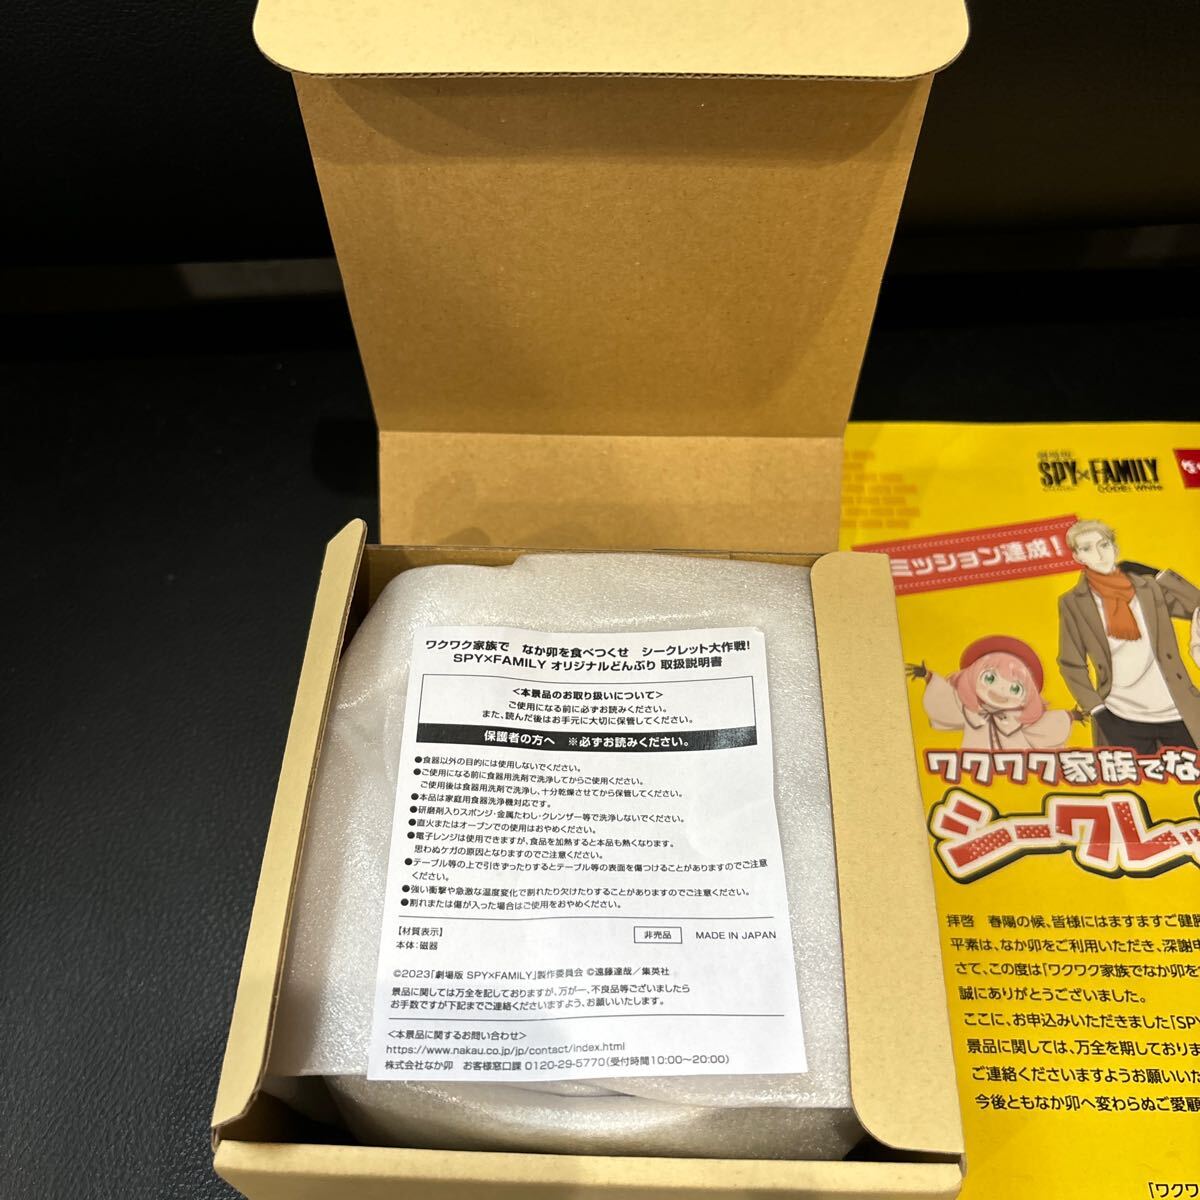 ワクワク家族で なか卯を食べつくせ シークレット大作戦!
SPY×FAMILY オリジナルどんぶり 取扱説明書
<本景品のお取り扱いについて>
ご使用になる前に必ずお読みください。
また、読んだ後はお手元に大切に保管してください。
保護者の方へ ※必ずお読みください。
●食器以外の目的には使用しないでください。
●ご使用になる前に食器用洗剤で洗浄してからご使用ください。
ご使用後は食器用洗剤で洗浄し、十分乾燥させてから保管してください。
●本品は家庭用食器洗浄機対応です。
●研磨剤入りスポンジ・金属たわし・クレンザー等で洗浄しないでください。
●直火またはオーブンでの使用はおやめください。
●電子レンジは使用できますが、食品を加熱すると本品も熱くなります。
思わぬケガの原因となりますのでご注意ください。
●テーブル等の上で引きずったりするとテーブル等の表面を傷つけることがありますのでご注意
ください。
●強い衝撃や急激な温度変化で割れたり欠けたりすることがありますのでご注意ください。
●割れまたは傷が入った場合はご使用をおやめください。
【材質表示】
本体:磁器
非売品 MADE IN JAPAN
©2023「劇場版 SPY×FAMILY」製作委員会 ©遠藤達哉／集英社
景品に関しては万全を記しておりますが、万が一、不良品等ございましたら
お手数ですが下記までご連絡くださいますよう、お願いいたします。
<本景品に関するお問い合わせ>
https://www.nakau.co.jp/jp/contact/index.html
株式会社なか卯 お客様窓口課 0120-29-5770(受付時間10:00~20:00)
劇場版
SPY×FAMILY
CODE: White
ミッション達成!
ワクワク家族でな
シークレッ
拝啓 春陽の候、皆様にはますますご健勝
平素は、なか卯をご利用いただき、深謝申
さて、この度は「ワクワク家族でなか卯を
誠にありがとうございました。
ここに、お申込みいただきました「SPY
景品に関しては、万全を期しておりま
ご連絡くださいますようお願いいた
今後ともなか卯へ変わらぬご愛顧
「ワクワ